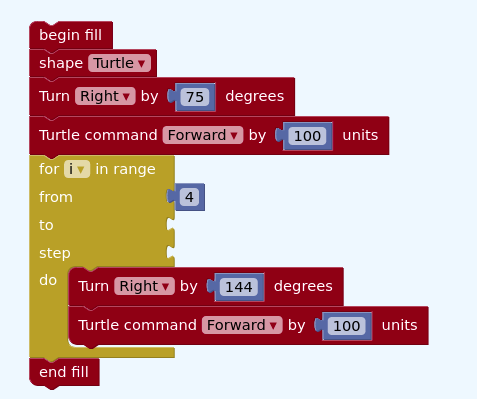 begin fill
shape Turtle ▾
Turn Right ▾ by 75 degrees
Turtle command Forward ▾ by 100 units
for i ▾ in range
from 4
to
step
do Turn Right ▾ by 144 degrees
Turtle command Forward ▾ by 100 units
end fill